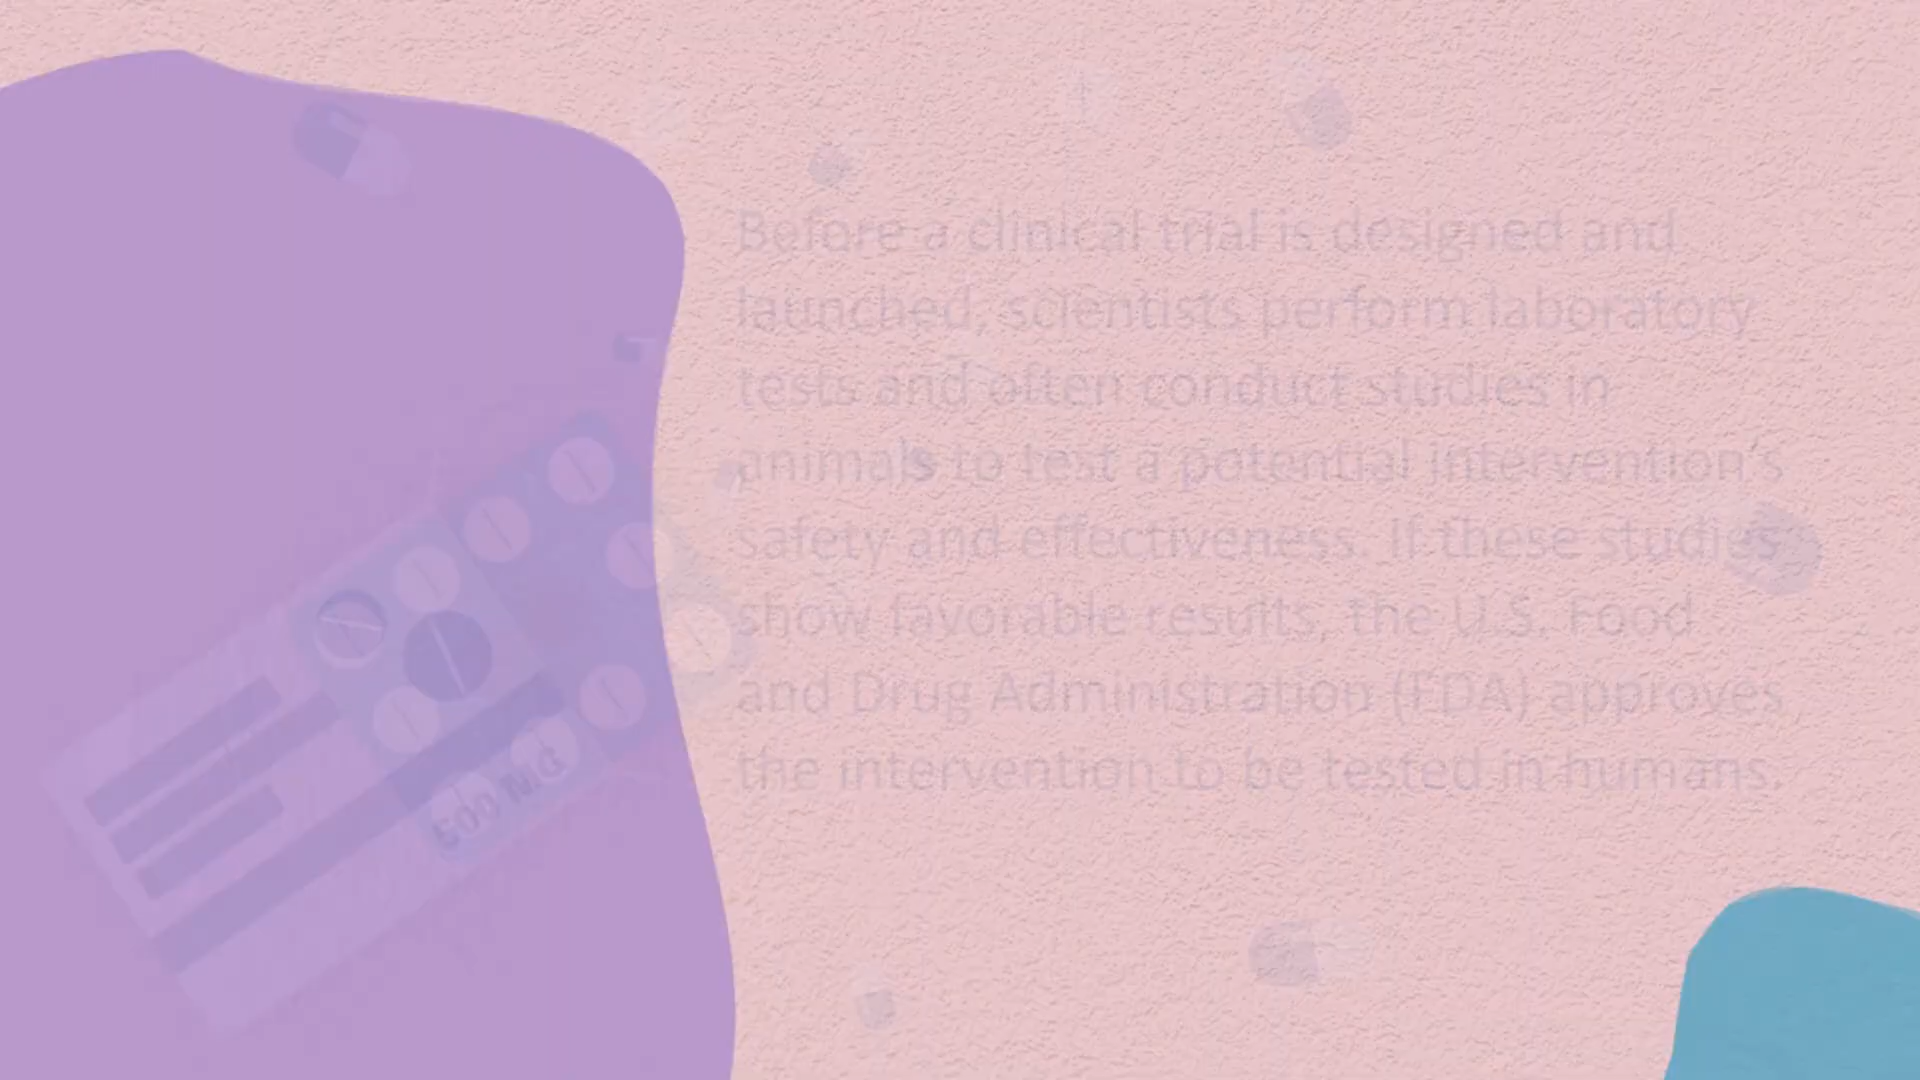 Before a clinical trial is designed and
launched, scientists perform laboratory
tests and often conduct studies in
animals to test a potential intervention's
safety and effectiveness. If these studies
show favorable results, the U.S. Food
and Drug Administration (FDA) approves
the intervention to be tested in humans.
500 MG